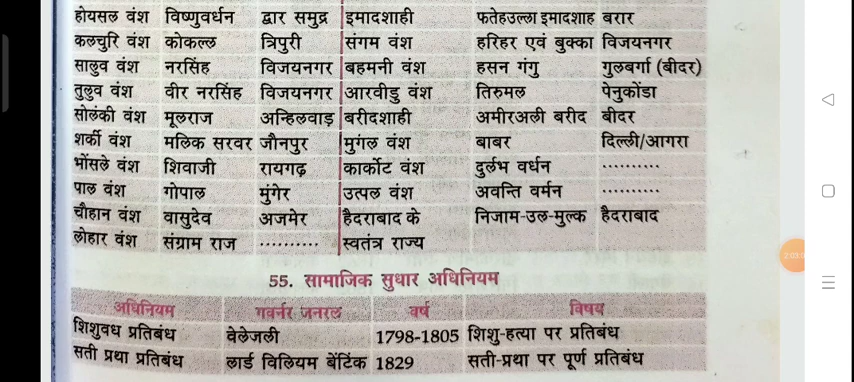 होयसल वंश विष्णुवर्धन द्वार समुद्र इमादशाही फतेहउल्ला इमादशाह बरार
कलचुरि वंश कोकल्ल त्रिपुरी संगम वंश हरिहर एवं बुक्का विजयनगर
सालुव वंश नरसिंह विजयनगर बहमनी वंश हसन गंगु गुलबर्गा (बीदर)
तुलुव वंश वीर नरसिंह विजयनगर आरवीडु वंश तिरुमल पेनुकोंडा
सोलंकी वंश मूलराज अन्हिलवाड़ बरीदशाही अमीरअली बरीद बीदर
शर्की वंश मलिक सरवर जौनपुर मुगल वंश बाबर दिल्ली/आगरा
भोंसले वंश शिवाजी रायगढ़ कार्कोट वंश दुर्लभ वर्धन ..........
पाल वंश गोपाल मुंगेर उत्पल वंश अवन्ति वर्मन ..........
चौहान वंश वासुदेव अजमेर हैदराबाद के निजाम-उल-मुल्क हैदराबाद
लोहार वंश संग्राम राज .......... स्वतंत्र राज्य
55. सामाजिक सुधार अधिनियम
अधिनियम गवर्नर जनरल वर्ष विषय
शिशुवध प्रतिबंध वेलेजली 1798-1805 शिशु-हत्या पर प्रतिबंध
सती प्रथा प्रतिबंध लार्ड विलियम बेंटिंक 1829 सती-प्रथा पर पूर्ण प्रतिबंध